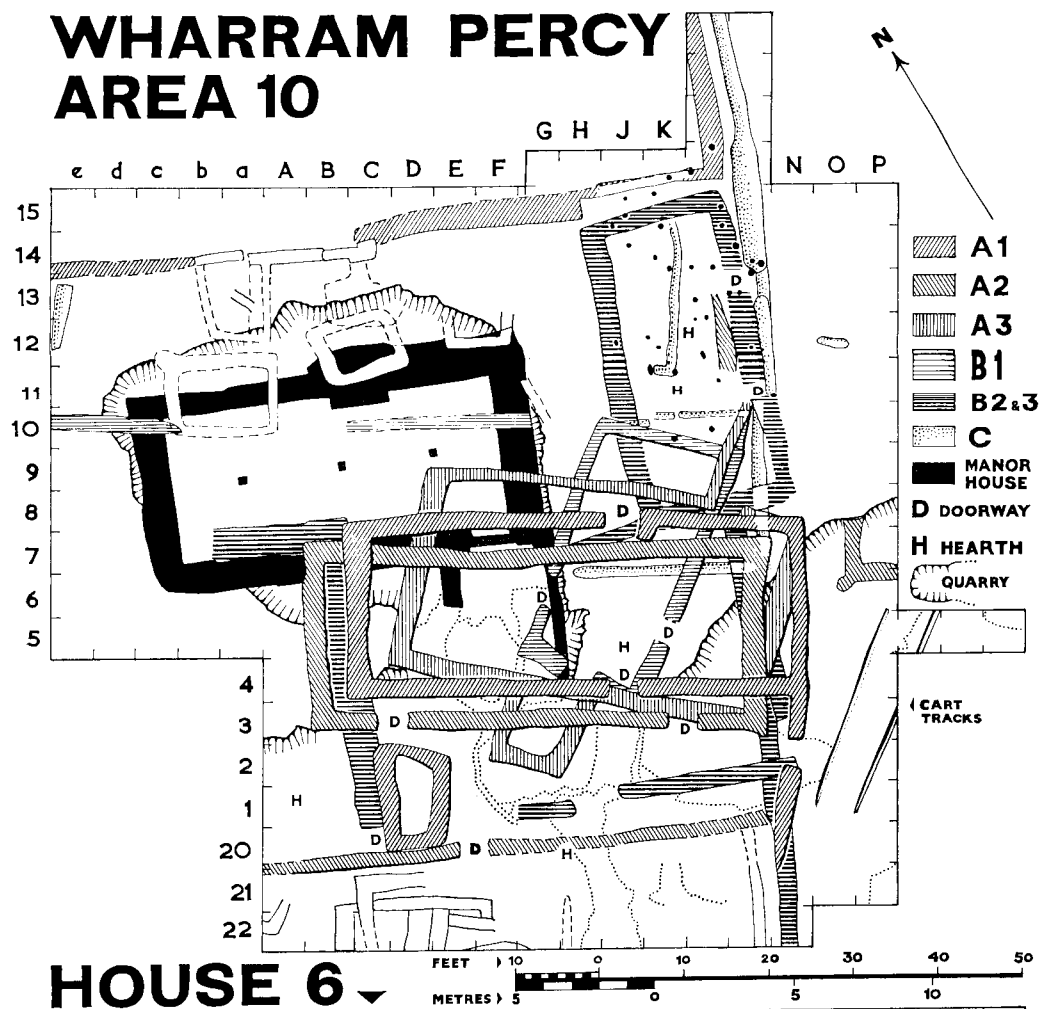 WHARRAM PERCY
AREA 10
N
G H J K
e d c b a A B C D E F
N O P
15
14
13
12
11
10
9
8
7
6
5
4
3
2
1
20
21
22
A1
A2
A3
B1
B2&3
C
MANOR
HOUSE
D DOORWAY
H HEARTH
QUARRY
CART
TRACKS
D
H
H
D
D
D
D
H
D
D
D
H
D
D
H
HOUSE 6
FEET 10 0 10 20 30 40 50
METRES 5 0 5 10